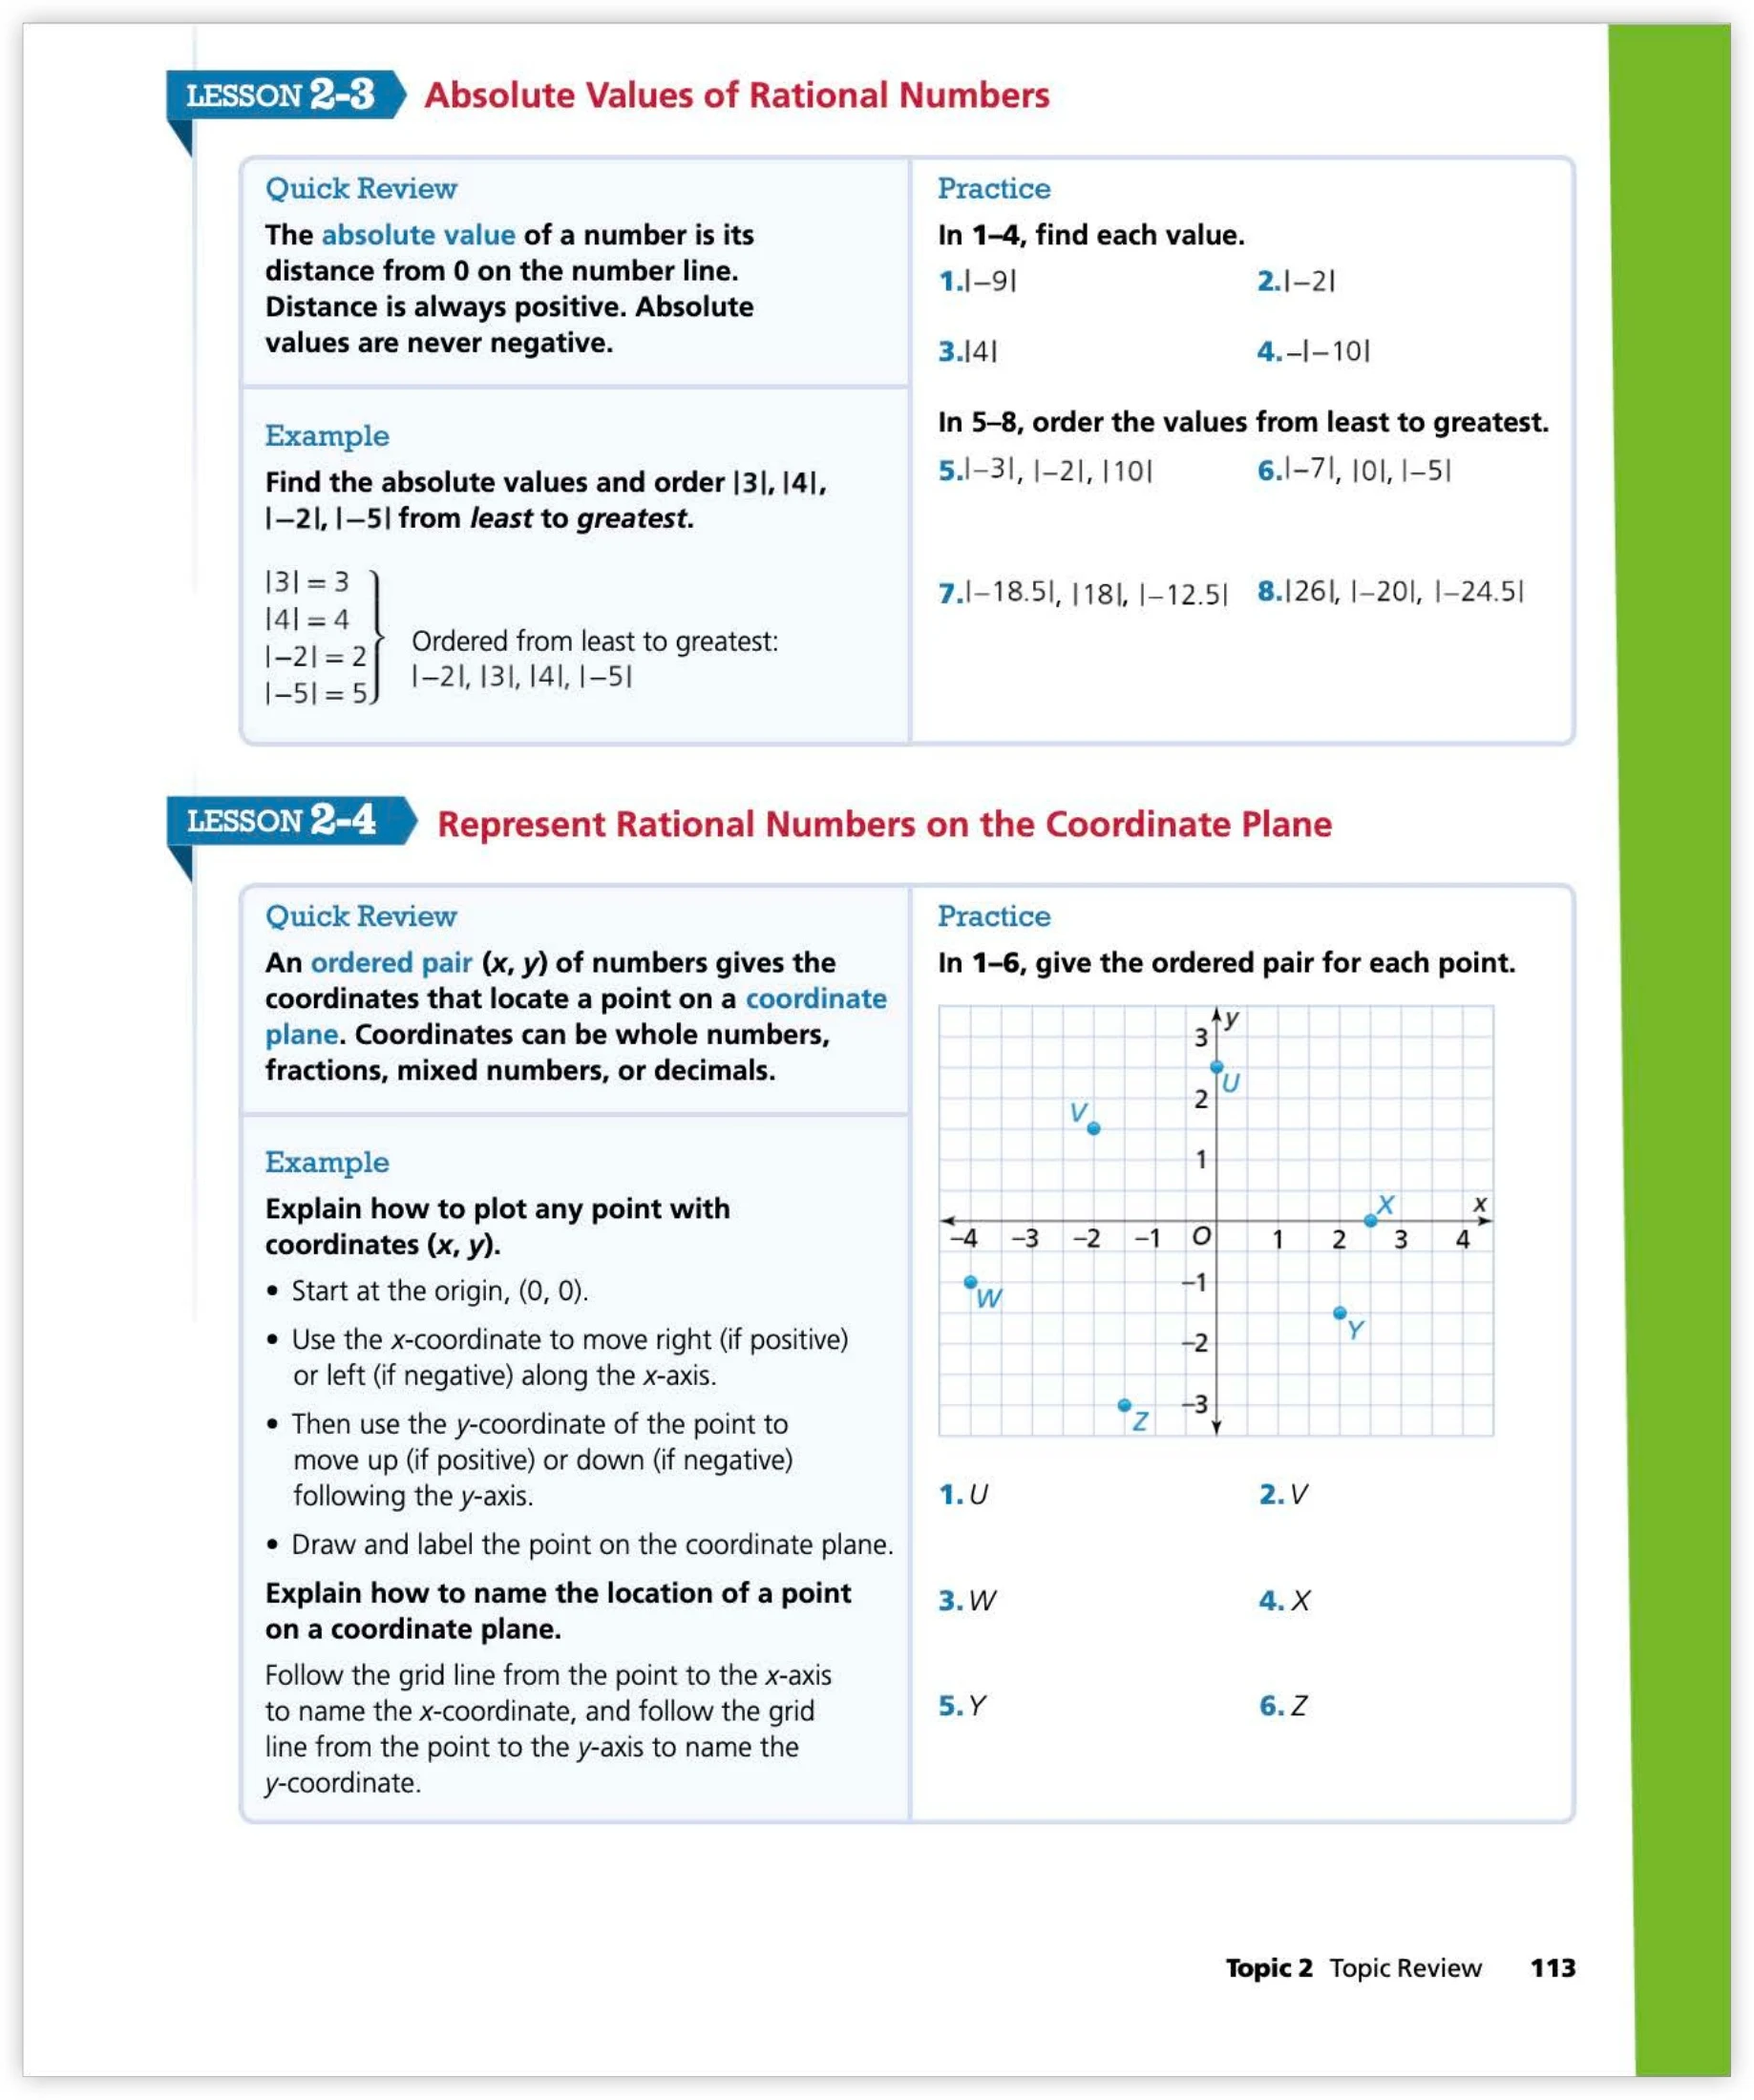 LESSON 2-3 Absolute Values of Rational Numbers
Quick Review
The absolute value of a number is its
distance from 0 on the number line.
Distance is always positive. Absolute
values are never negative.
Example
Find the absolute values and order |3|, |4|,
|−2|, |−5| from least to greatest.
|3| = 3
|4| = 4
|−2| = 2
|−5| = 5
Ordered from least to greatest:
|−2|, |3|, |4|, |−5|
Practice
In 1–4, find each value.
1.|−9| 2.|−2|
3.|4| 4.−|−10|
In 5–8, order the values from least to greatest.
5.|−3|, |−2|, |10| 6.|−7|, |0|, |−5|
7.|−18.5|, |18|, |−12.5| 8.|26|, |−20|, |−24.5|
LESSON 2-4 Represent Rational Numbers on the Coordinate Plane
Quick Review
An ordered pair (x, y) of numbers gives the
coordinates that locate a point on a coordinate
plane. Coordinates can be whole numbers,
fractions, mixed numbers, or decimals.
Example
Explain how to plot any point with
coordinates (x, y).
• Start at the origin, (0, 0).
• Use the x-coordinate to move right (if positive)
or left (if negative) along the x-axis.
• Then use the y-coordinate of the point to
move up (if positive) or down (if negative)
following the y-axis.
• Draw and label the point on the coordinate plane.
Explain how to name the location of a point
on a coordinate plane.
Follow the grid line from the point to the x-axis
to name the x-coordinate, and follow the grid
line from the point to the y-axis to name the
y-coordinate.
Practice
In 1–6, give the ordered pair for each point.
y
3
U
2
V
1
X x
−4 −3 −2 −1 O 1 2 3 4
−1
W
Y
−2
−3
Z
1. U 2. V
3. W 4. X
5. Y 6. Z
Topic 2 Topic Review 113